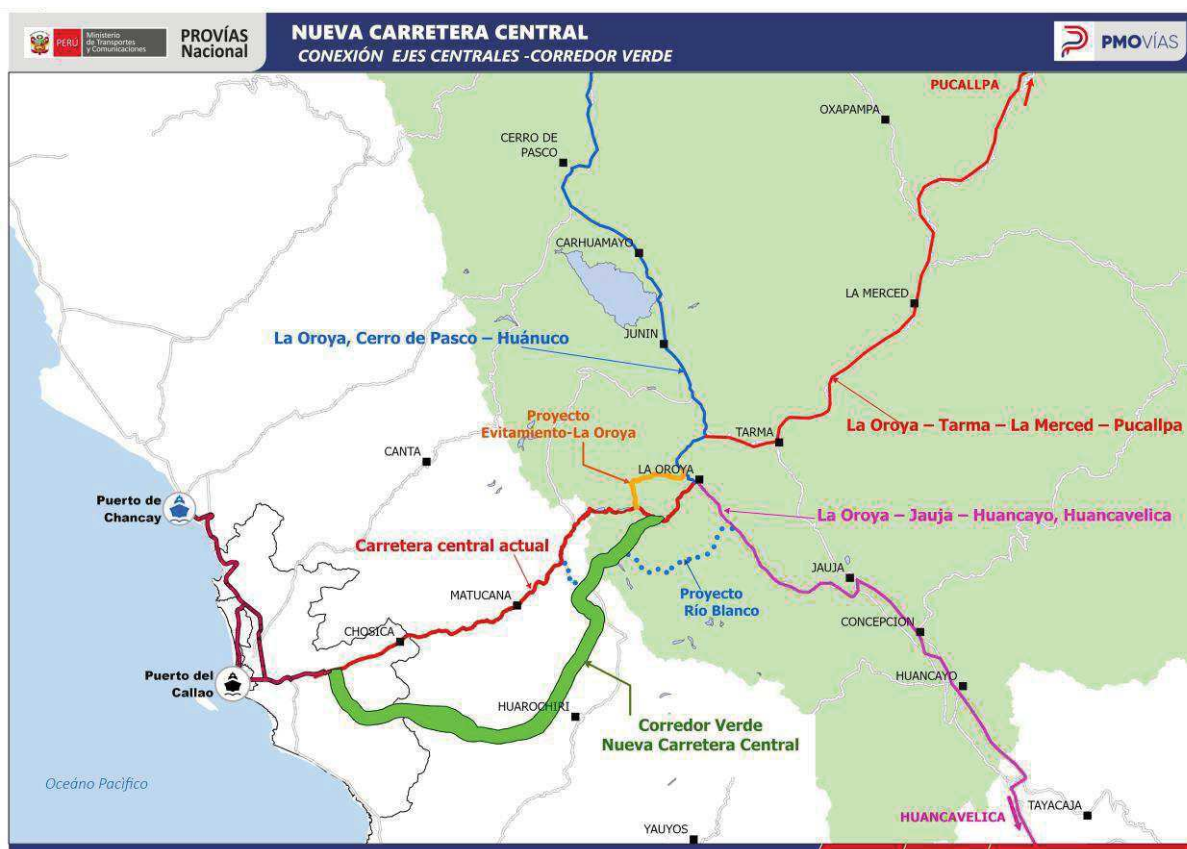 PERÚ
Ministerio
de Transportes
y Comunicaciones
PROVÍAS
Nacional
NUEVA CARRETERA CENTRAL
CONEXIÓN EJES CENTRALES -CORREDOR VERDE
PMOVÍAS
PUCALLPA
OXAPAMPA
CERRO DE
PASCO
CARHUAMAYO
LA MERCED
JUNIN
La Oroya, Cerro de Pasco – Huánuco
Proyecto
Evitamiento-La Oroya
TARMA
La Oroya – Tarma – La Merced – Pucallpa
CANTA
LA OROYA
Puerto de
Chancay
La Oroya – Jauja – Huancayo, Huancavelica
Carretera central actual
JAUJA
MATUCANA
Proyecto
Río Blanco
CONCEPCION
CHOSICA
Puerto del
Callao
HUANCAYO
HUAROCHIRI
Corredor Verde
Nueva Carretera Central
Oceáno Pacìfico
TAYACAJA
HUANCAVELICA
YAUYOS